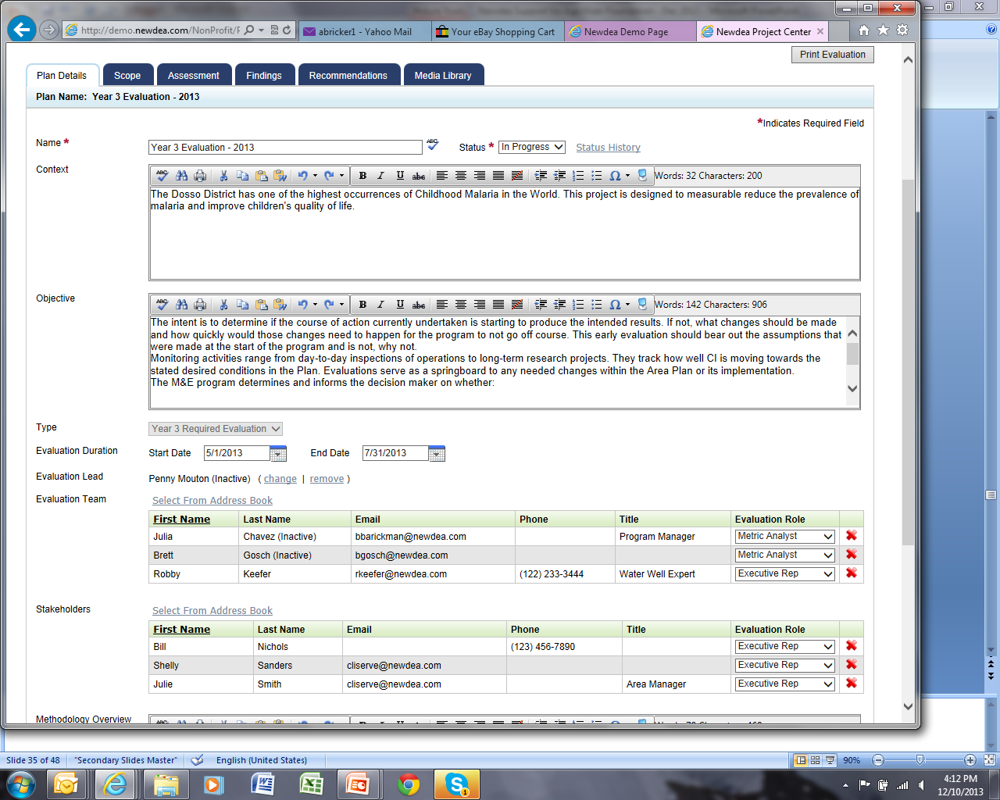 http://demo.newdea.com/NonProfit/F
abricker1 - Yahoo Mail
Your eBay Shopping Cart
Newdea Demo Page
Newdea Project Center
Print Evaluation
Plan Details
Scope
Assessment
Findings
Recommendations
Media Library
Plan Name: Year 3 Evaluation - 2013
*Indicates Required Field
Name *
Year 3 Evaluation - 2013
ABC
Status *
In Progress
Status History
Context
ABC
B I U abc
Words: 32 Characters: 200
The Dosso District has one of the highest occurrences of Childhood Malaria in the World. This project is designed to measurable reduce the prevalence of
malaria and improve children's quality of life.
Objective
ABC
B I U abc
Words: 142 Characters: 906
The intent is to determine if the course of action currently undertaken is starting to produce the intended results. If not, what changes should be made
and how quickly would those changes need to happen for the program to not go off course. This early evaluation should bear out the assumptions that
were made at the start of the program and is not, why not.
Monitoring activities range from day-to-day inspections of operations to long-term research projects. They track how well CI is moving towards the
stated desired conditions in the Plan. Evaluations serve as a springboard to any needed changes within the Area Plan or its implementation.
The M&E program determines and informs the decision maker on whether:
Type
Year 3 Required Evaluation
Evaluation Duration
Start Date 5/1/2013
End Date 7/31/2013
Evaluation Lead
Penny Mouton (Inactive) ( change | remove )
Evaluation Team
Select From Address Book
First Name Last Name Email Phone Title Evaluation Role
Julia Chavez (Inactive) bbarickman@newdea.com Program Manager Metric Analyst
Brett Gosch (Inactive) bgosch@newdea.com Metric Analyst
Robby Keefer rkeefer@newdea.com (122) 233-3444 Water Well Expert Executive Rep
Stakeholders
Select From Address Book
First Name Last Name Email Phone Title Evaluation Role
Bill Nichols (123) 456-7890 Executive Rep
Shelly Sanders cliserve@newdea.com Executive Rep
Julie Smith cliserve@newdea.com Area Manager Executive Rep
Methodology Overview
Slide 35 of 48
"Secondary Slides Master"
English (United States)
90%
4:12 PM
12/10/2013